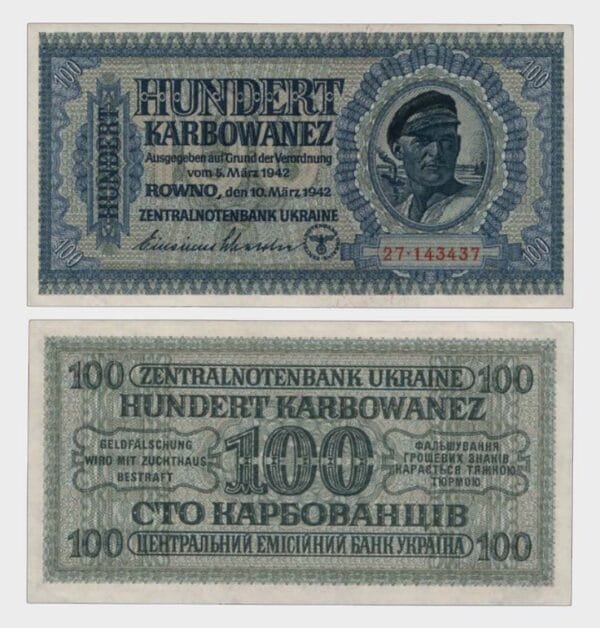 100
100
HUNDERT
HUNDERT
KARBOWANEZ
Ausgegeben auf Grund der Verordnung
vom 5. März 1942
ROWNO, den 10. März 1942
ZENTRALNOTENBANK UKRAINE
27·143437
100
100
100 ZENTRALNOTENBANK UKRAINE 100
HUNDERT KARBOWANEZ
GELDFÄLSCHUNG
WIRD MIT ZUCHTHAUS
BESTRAFT
100
ФАЛЬШУВАННЯ
ГРОШЕВИХ ЗНАКІВ
КАРАЄТЬСЯ ТЯЖКОЮ
ТЮРМОЮ
СТО КАРБОВАНЦІВ
100 ЦЕНТРАЛЬНИЙ ЕМІСІЙНИЙ БАНК УКРАЇНА 100